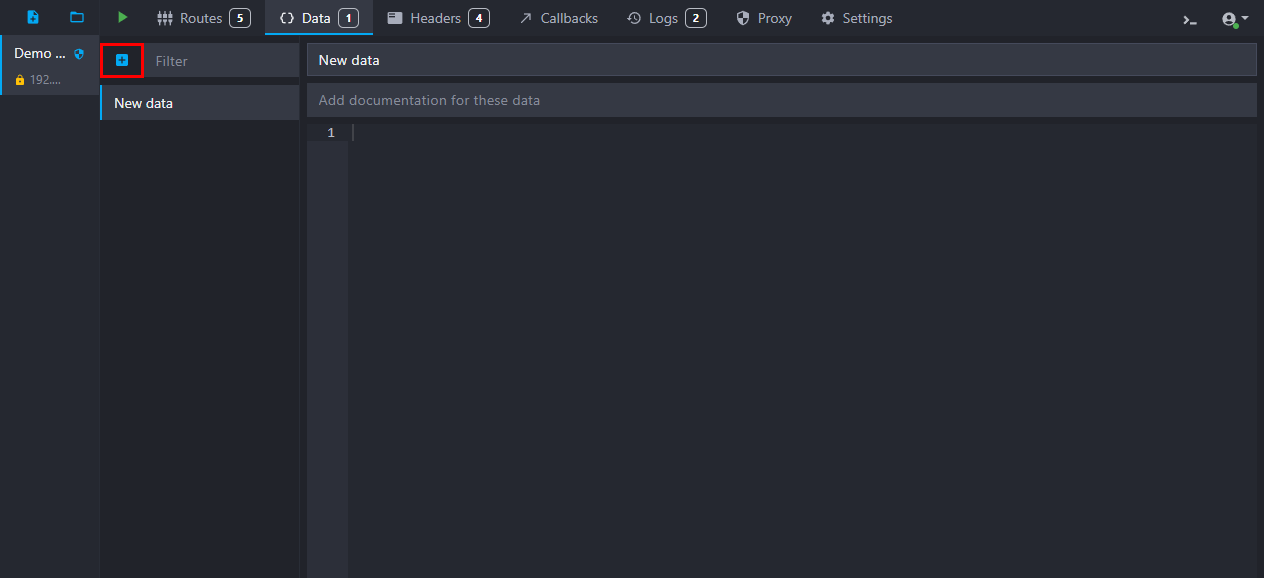 Routes 5 Data 1 Headers 4 Callbacks Logs 2 Proxy Settings
Demo ...
192....
Filter
New data
New data
Add documentation for these data
1